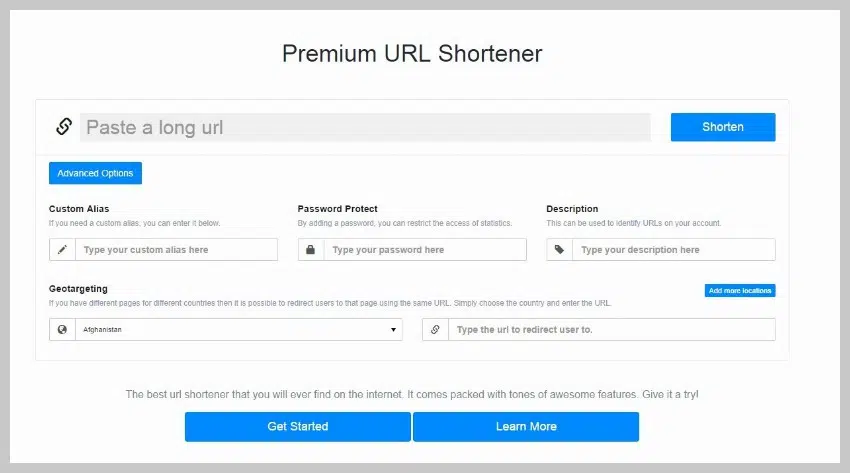 Premium URL Shortener
Paste a long url
Shorten
Advanced Options
Custom Alias
If you need a custom alias, you can enter it below.
Type your custom alias here
Password Protect
By adding a password, you can restrict the access of statistics.
Type your password here
Description
This can be used to identify URLs on your account.
Type your description here
Geotargeting
Add more locations
If you have different pages for different countries then it is possible to redirect users to that page using the same URL. Simply choose the country and enter the URL.
Afghanistan
Type the url to redirect user to.
The best url shortener that you will ever find on the internet. It comes packed with tones of awesome features. Give it a try!
Get Started
Learn More